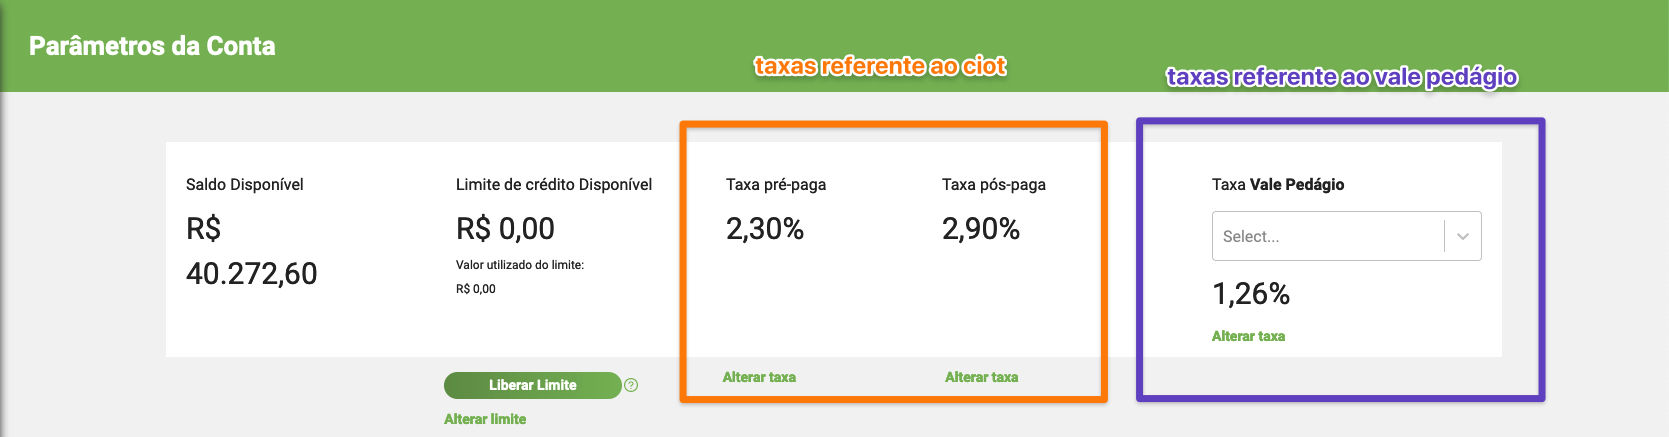 Parâmetros da Conta
taxas referente ao ciot
taxas referente ao vale pedágio
Saldo Disponível
R$
40.272,60
Limite de crédito Disponível
R$ 0,00
Valor utilizado do limite:
R$ 0,00
Liberar Limite ?
Alterar limite
Taxa pré-paga
2,30%
Alterar taxa
Taxa pós-paga
2,90%
Alterar taxa
Taxa Vale Pedágio
Select...
1,26%
Alterar taxa